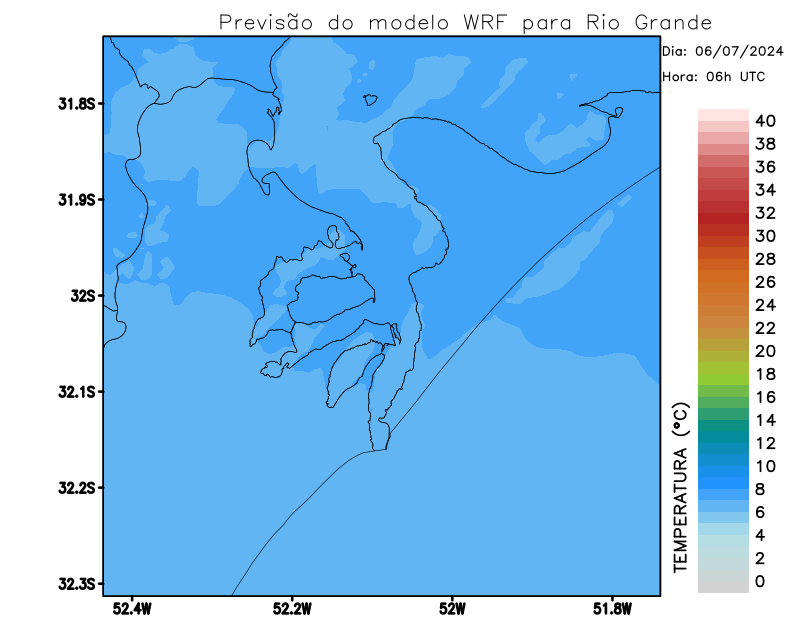 Previsão do modelo WRF para Rio Grande
Dia: 06/07/2024
Hora: 06h UTC
31.8S
31.9S
32S
32.1S
32.2S
32.3S
52.4W
52.2W
52W
51.8W
TEMPERATURA (°C)
40
38
36
34
32
30
28
26
24
22
20
18
16
14
12
10
8
6
4
2
0